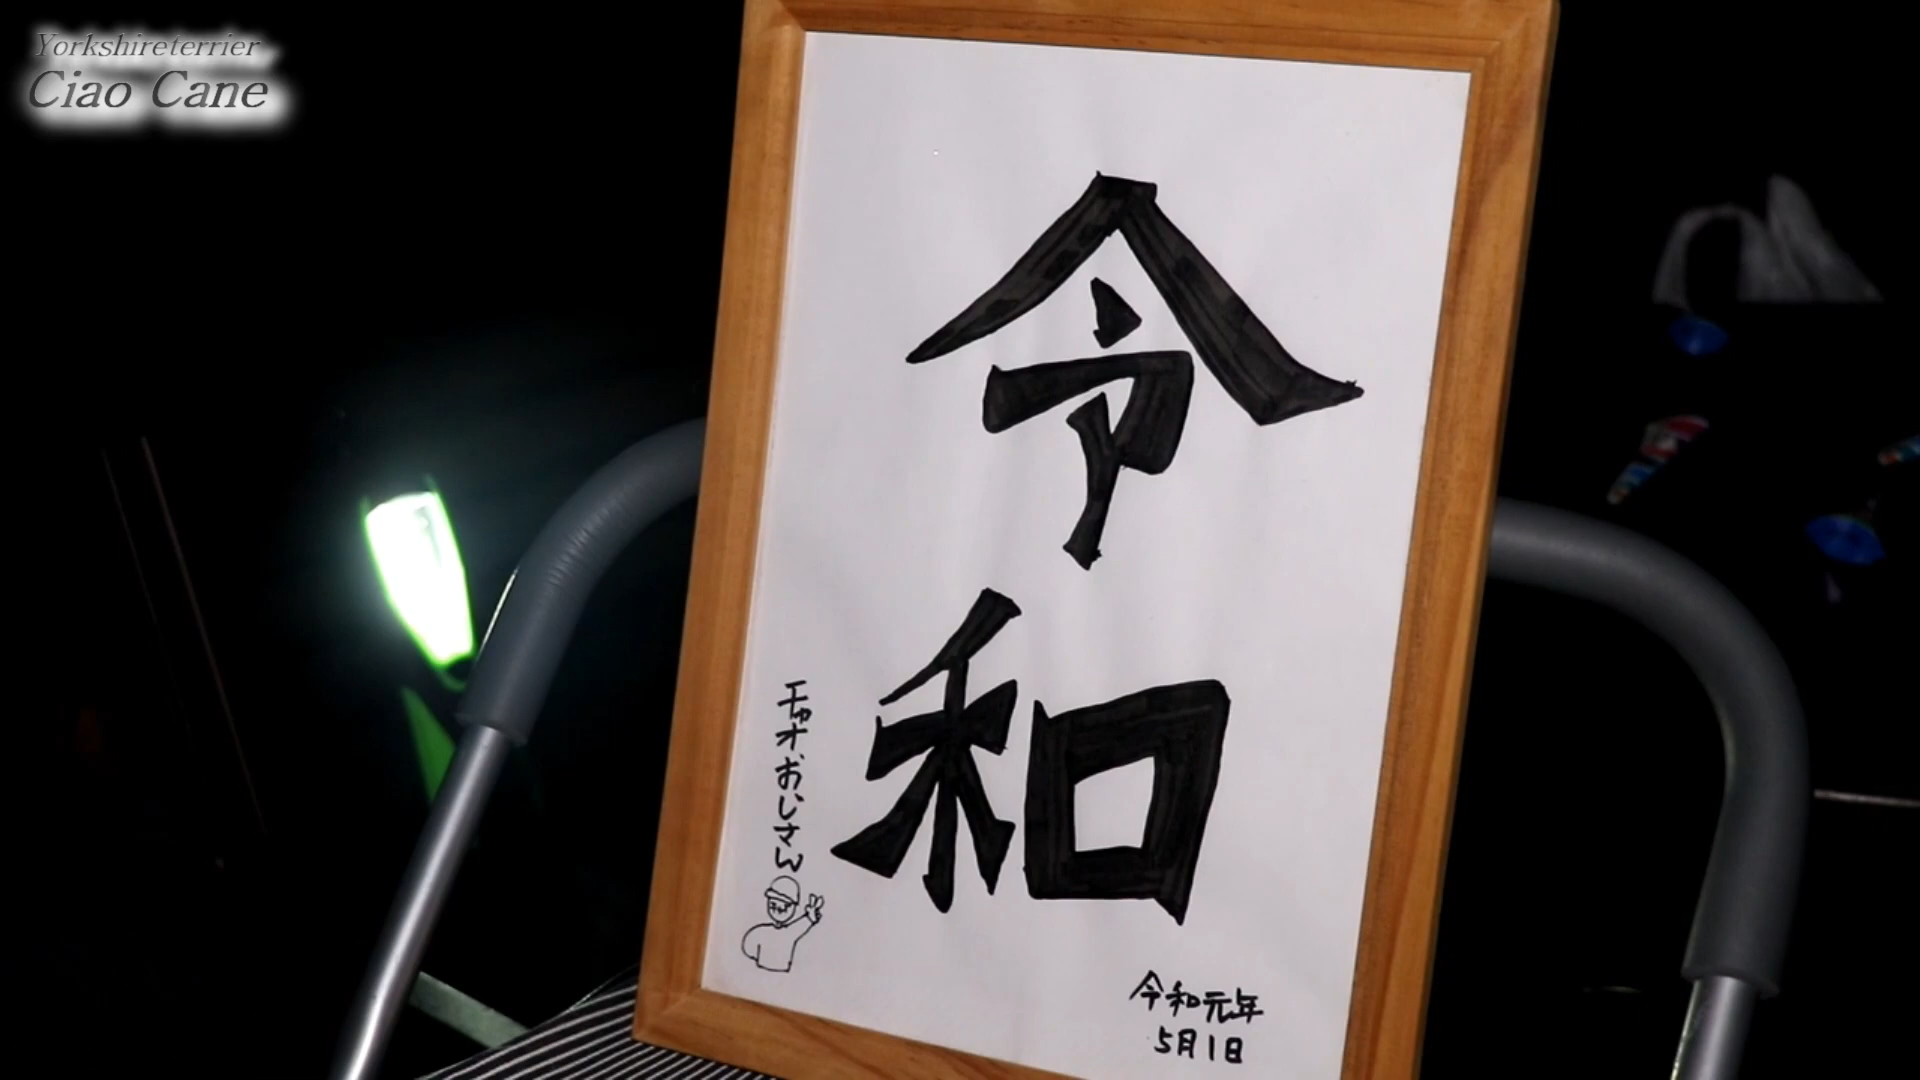 Yorkshireterrier
Ciao Cane
令和
チャオおじさん
令和元年
5月1日